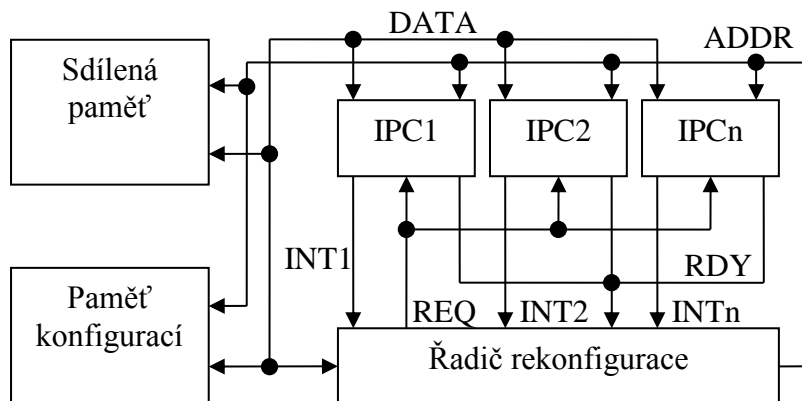 DATA
ADDR
Sdílená
paměť
IPC1
IPC2
IPCn
INT1
RDY
Paměť
konfigurací
REQ
INT2
INTn
Řadič rekonfigurace